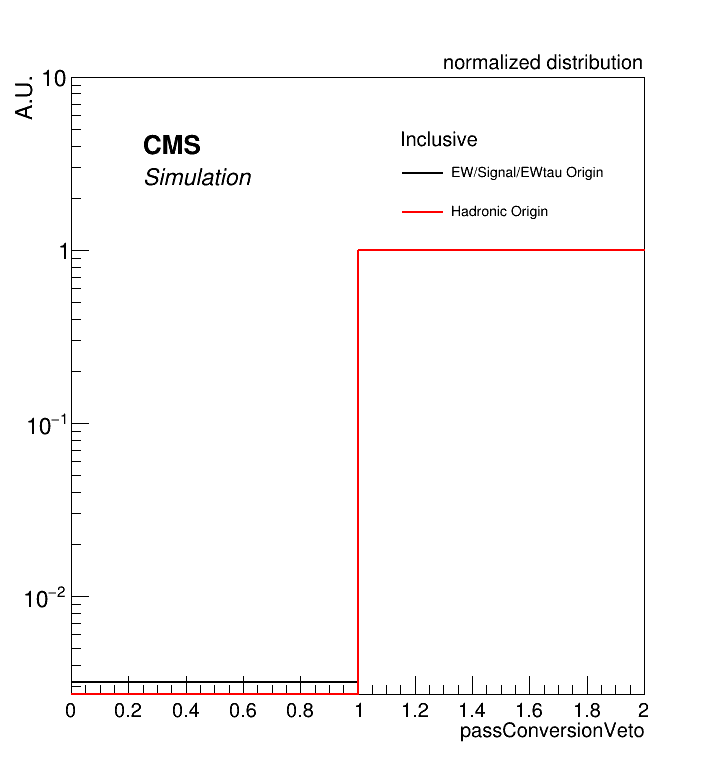 normalized distribution
A.U.
10
CMS
Simulation
Inclusive
EW/Signal/EWtau Origin
Hadronic Origin
1
10⁻¹
10⁻²
0 0.2 0.4 0.6 0.8 1 1.2 1.4 1.6 1.8 2
passConversionVeto